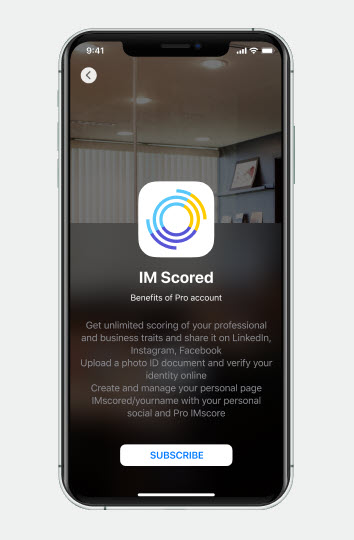 9:41
IM Scored
Benefits of Pro account
Get unlimited scoring of your professional
and business traits and share it on LinkedIn,
Instagram, Facebook
Upload a photo ID document and verify your
identity online
Create and manage your personal page
IMscored/yourname with your personal
social and Pro IMscore
SUBSCRIBE